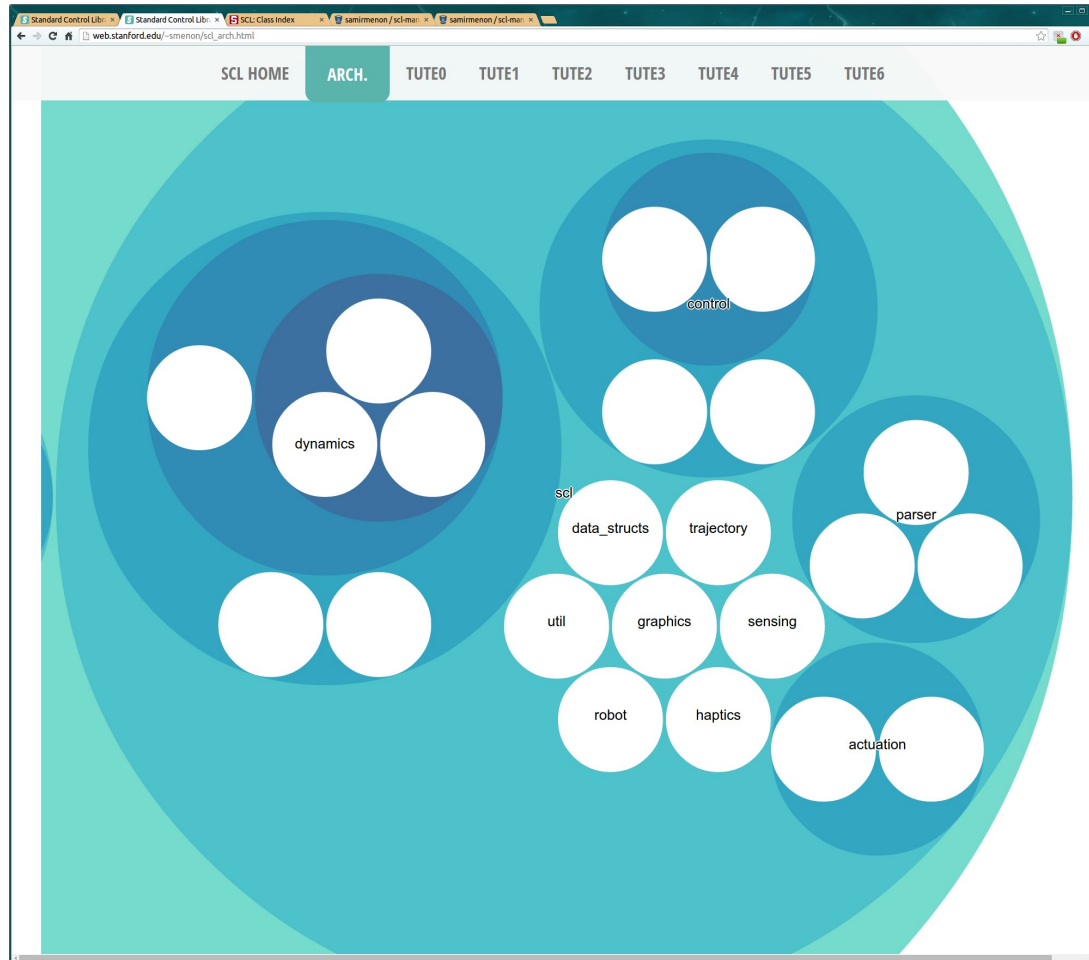 Standard Control Libr
Standard Control Libr
SCL: Class Index
samirmenon / scl-man
samirmenon / scl-man
web.stanford.edu/~smenon/scl_arch.html
SCL HOME
ARCH.
TUTE0
TUTE1
TUTE2
TUTE3
TUTE4
TUTE5
TUTE6
control
dynamics
scl
data_structs
trajectory
parser
util
graphics
sensing
robot
haptics
actuation